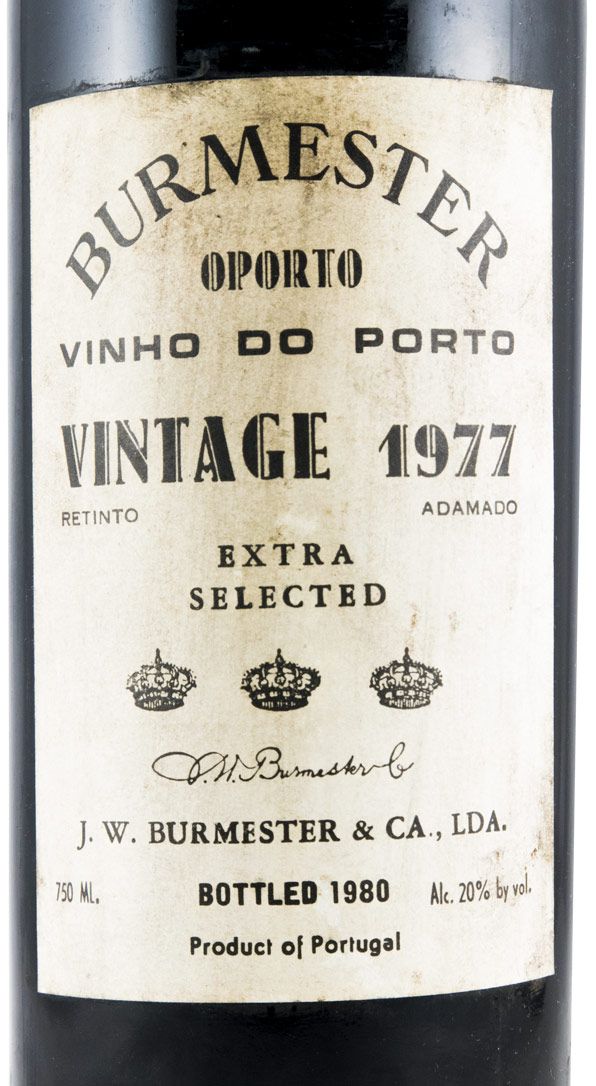 BURMESTER
OPORTO
VINHO DO PORTO
VINTAGE 1977
RETINTO ADAMADO
EXTRA
SELECTED
J. W. Burmester & C
J. W. BURMESTER & CA., LDA.
750 ML. BOTTLED 1980 Alc. 20% by vol.
Product of Portugal